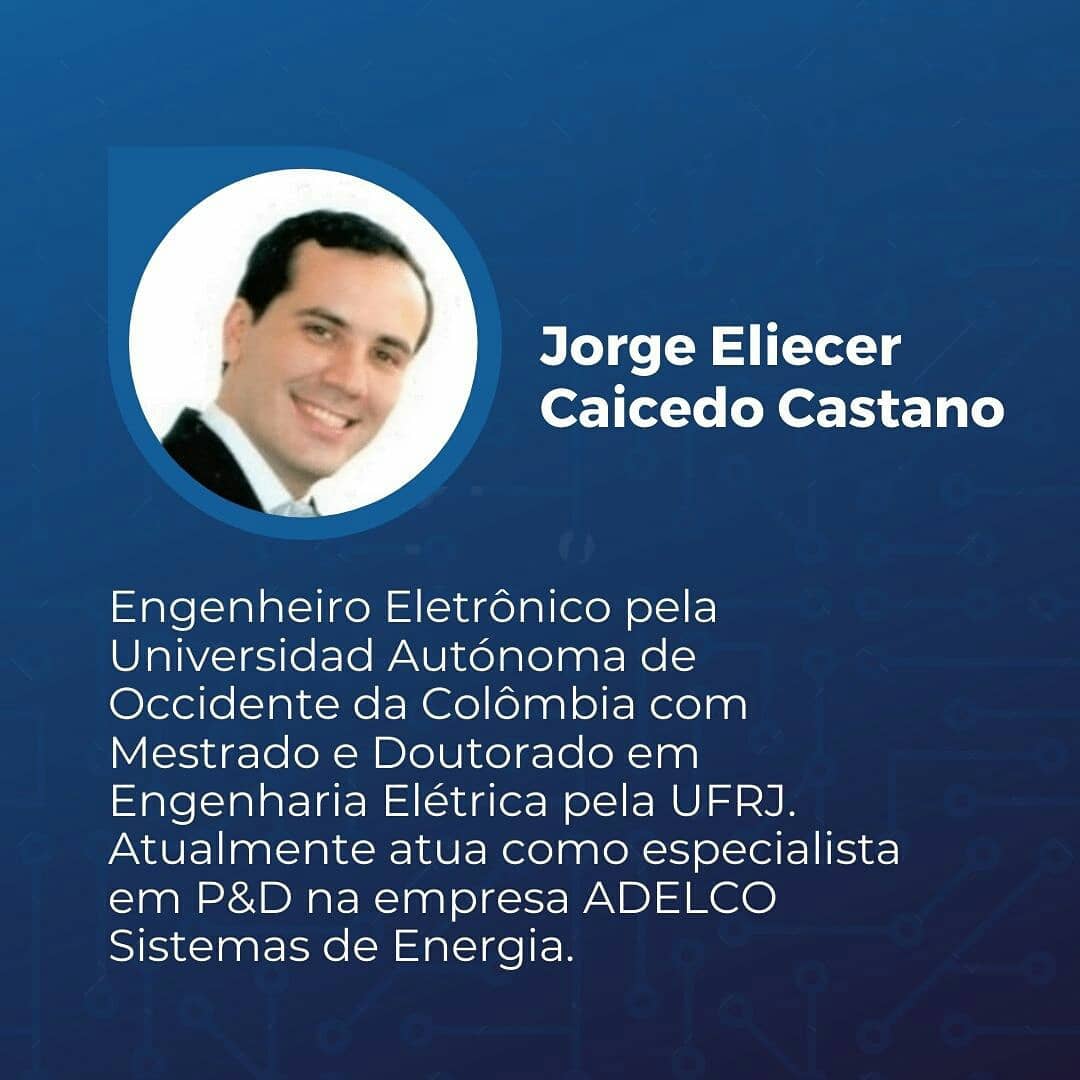 Jorge Eliecer
Caicedo Castano
Engenheiro Eletrônico pela
Universidad Autónoma de
Occidente da Colômbia com
Mestrado e Doutorado em
Engenharia Elétrica pela UFRJ.
Atualmente atua como especialista
em P&D na empresa ADELCO
Sistemas de Energia.